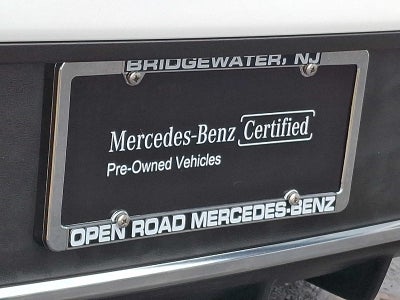 BRIDGEWATER, NJ
Mercedes-Benz Certified
Pre-Owned Vehicles
OPEN ROAD MERCEDES-BENZ